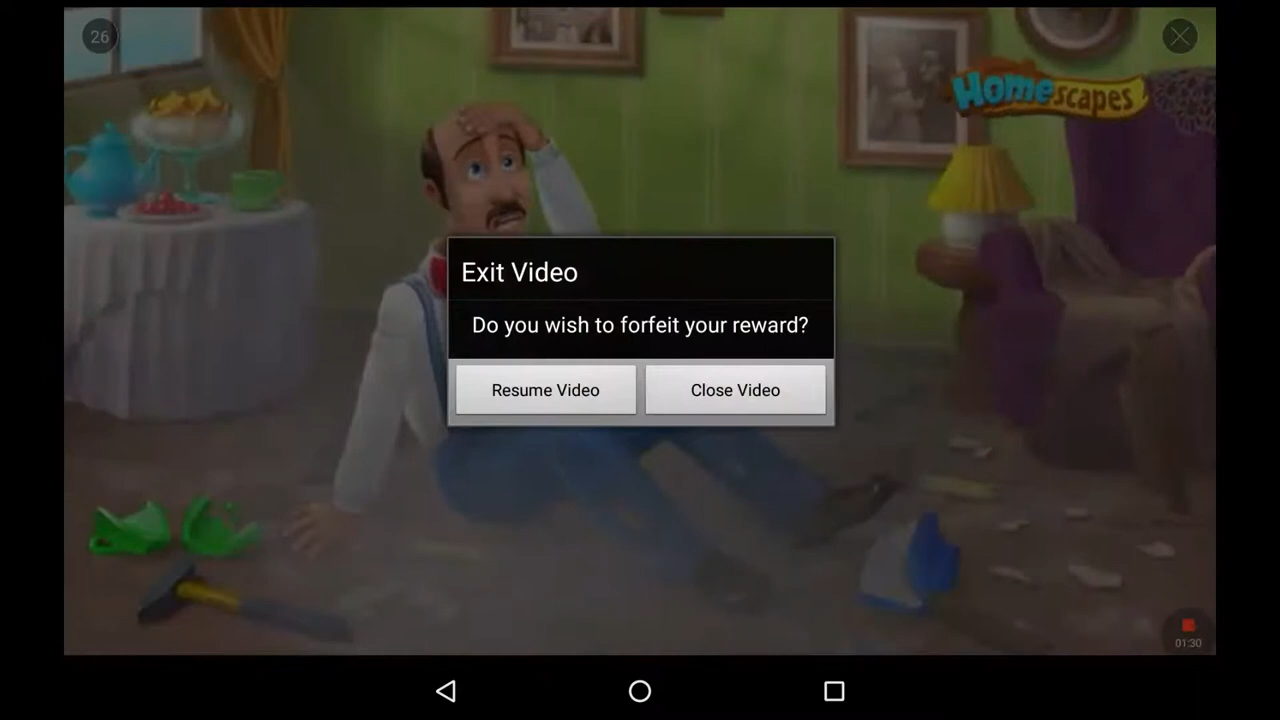 26
Homescapes
Exit Video
Do you wish to forfeit your reward?
Resume Video
Close Video
01:30